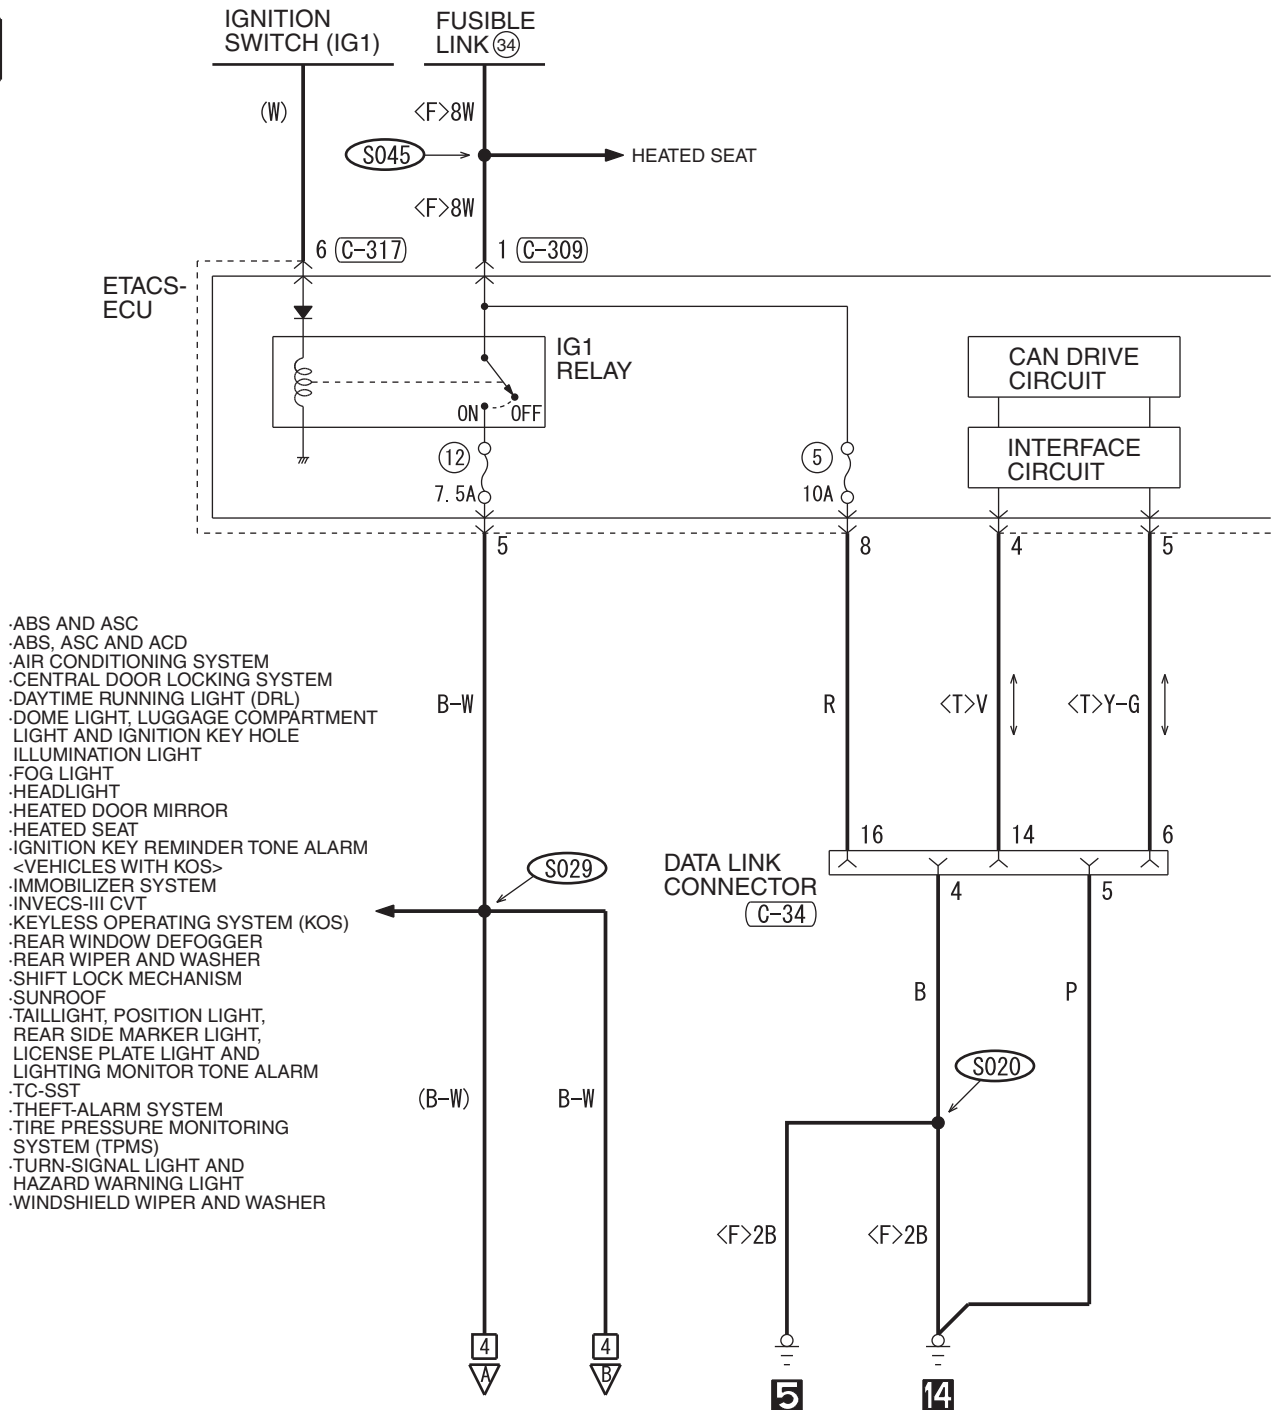 IGNITION
SWITCH (IG1)
FUSIBLE
LINK 34
(W)
<F>8W
S045
HEATED SEAT
<F>8W
6 (C-317)
1 (C-309)
ETACS-
ECU
IG1
RELAY
ON
OFF
CAN DRIVE
CIRCUIT
INTERFACE
CIRCUIT
12
7.5A
5
10A
5
8
4
5
·ABS AND ASC
·ABS, ASC AND ACD
·AIR CONDITIONING SYSTEM
·CENTRAL DOOR LOCKING SYSTEM
·DAYTIME RUNNING LIGHT (DRL)
·DOME LIGHT, LUGGAGE COMPARTMENT
LIGHT AND IGNITION KEY HOLE
ILLUMINATION LIGHT
·FOG LIGHT
·HEADLIGHT
·HEATED DOOR MIRROR
·HEATED SEAT
·IGNITION KEY REMINDER TONE ALARM
<VEHICLES WITH KOS>
·IMMOBILIZER SYSTEM
·INVECS-III CVT
·KEYLESS OPERATING SYSTEM (KOS)
·REAR WINDOW DEFOGGER
·REAR WIPER AND WASHER
·SHIFT LOCK MECHANISM
·SUNROOF
·TAILLIGHT, POSITION LIGHT,
REAR SIDE MARKER LIGHT,
LICENSE PLATE LIGHT AND
LIGHTING MONITOR TONE ALARM
·TC-SST
·THEFT-ALARM SYSTEM
·TIRE PRESSURE MONITORING
SYSTEM (TPMS)
·TURN-SIGNAL LIGHT AND
HAZARD WARNING LIGHT
·WINDSHIELD WIPER AND WASHER
B-W
R
<T>V
<T>Y-G
16
14
6
S029
DATA LINK
CONNECTOR
C-34
4
5
B
P
S020
(B-W)
B-W
<F>2B
<F>2B
4
A
4
B
5
14